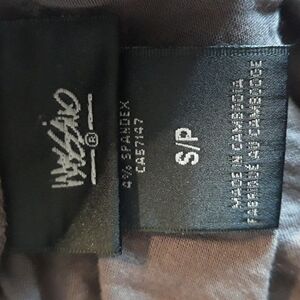 MOSSIMO
®
4% SPANDEX
CA57147
S/P
MADE IN CAMBODIA
FABRIQUÉ AU CAMBODGE